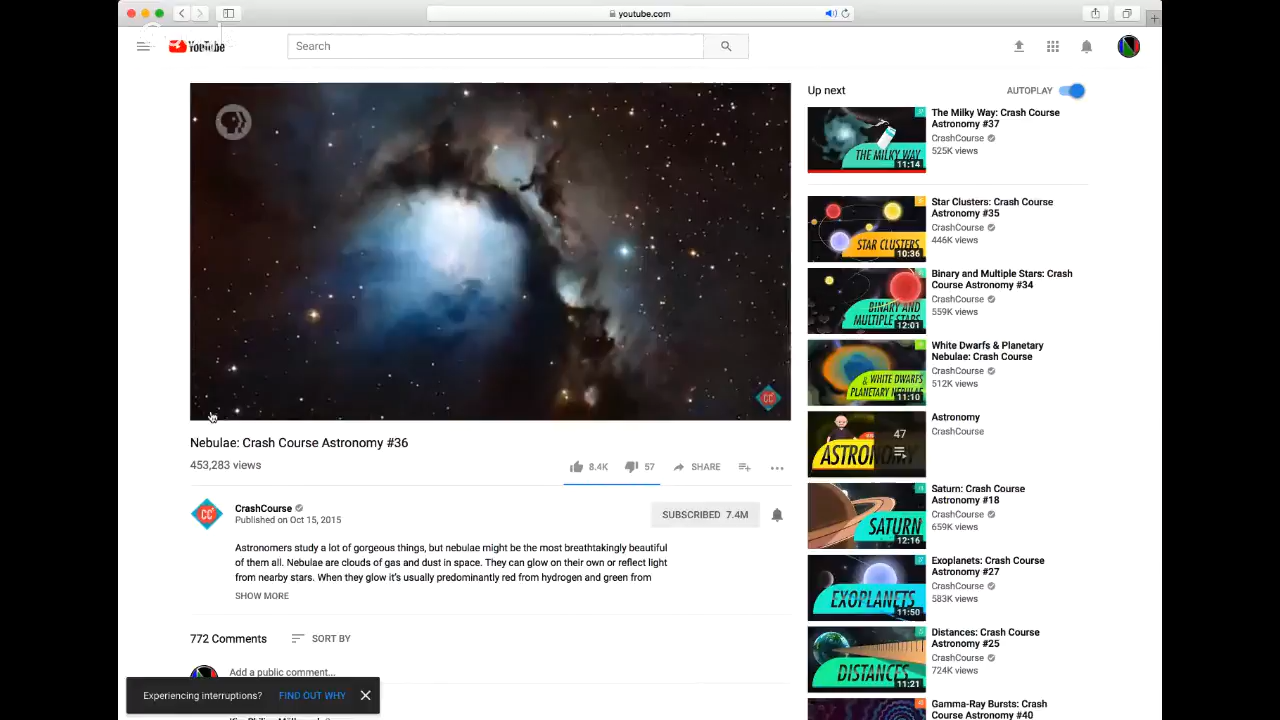 youtube.com
YouTube
Search
Up next
AUTOPLAY
THE MILKY WAY
11:14
The Milky Way: Crash Course
Astronomy #37
CrashCourse
525K views
STAR CLUSTERS
10:36
Star Clusters: Crash Course
Astronomy #35
CrashCourse
446K views
BINARY AND
MULTIPLE STARS
12:01
Binary and Multiple Stars: Crash
Course Astronomy #34
CrashCourse
559K views
& WHITE DWARFS
PLANETARY NEBULAE
11:10
White Dwarfs & Planetary
Nebulae: Crash Course
CrashCourse
512K views
ASTRONOMY
47
Astronomy
CrashCourse
SATURN
12:16
Saturn: Crash Course
Astronomy #18
CrashCourse
659K views
EXOPLANETS
11:50
Exoplanets: Crash Course
Astronomy #27
CrashCourse
583K views
DISTANCES
11:21
Distances: Crash Course
Astronomy #25
CrashCourse
724K views
Gamma-Ray Bursts: Crash
Course Astronomy #40
CC
Nebulae: Crash Course Astronomy #36
453,283 views
8.4K 57 SHARE
CC
CrashCourse
Published on Oct 15, 2015
SUBSCRIBED 7.4M
Astronomers study a lot of gorgeous things, but nebulae might be the most breathtakingly beautiful
of them all. Nebulae are clouds of gas and dust in space. They can glow on their own or reflect light
from nearby stars. When they glow it's usually predominantly red from hydrogen and green from
SHOW MORE
772 Comments SORT BY
Add a public comment...
Experiencing interruptions? FIND OUT WHY